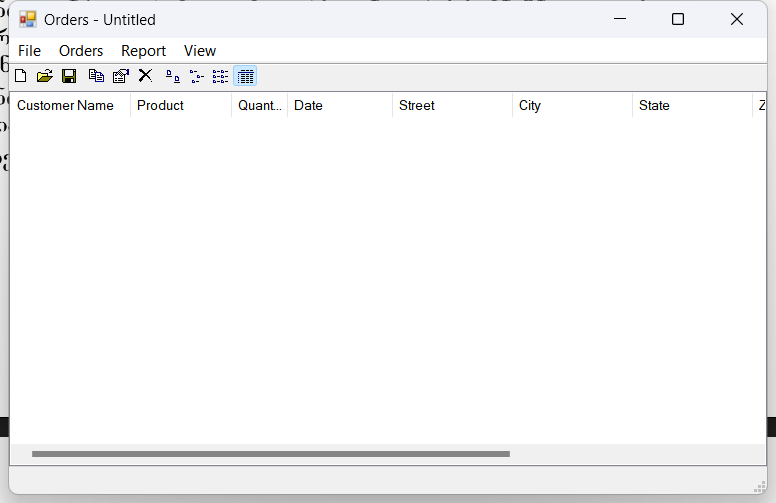 Orders - Untitled
File Orders Report View
Customer Name Product Quant... Date Street City State Z